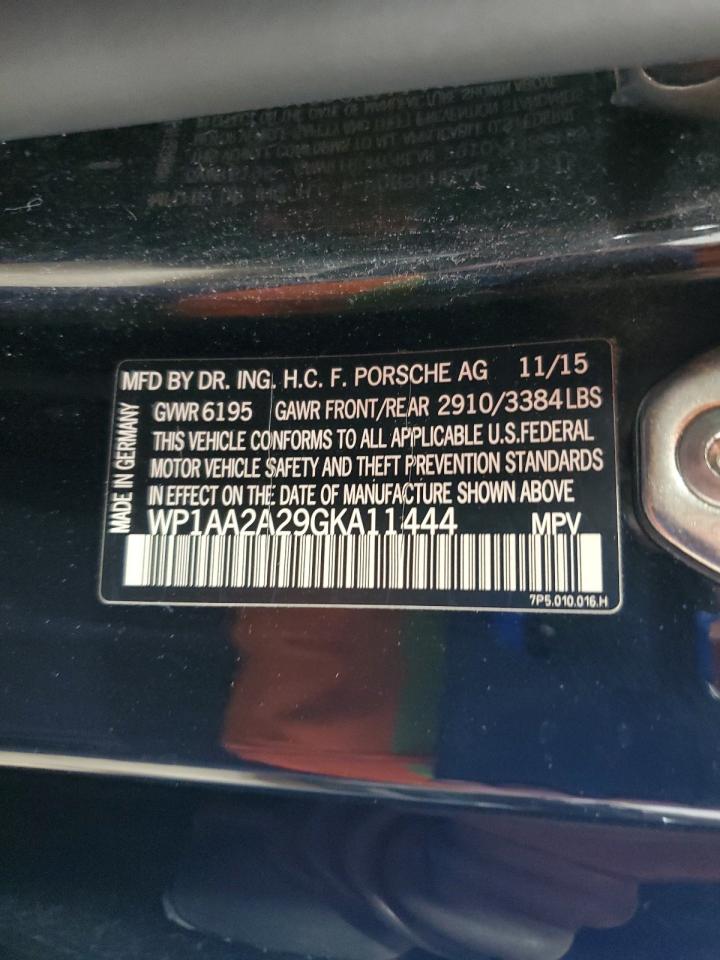 MFD BY DR. ING. H.C. F. PORSCHE AG 11/15
GVWR 6195 GAWR FRONT/REAR 2910/3384 LBS
THIS VEHICLE CONFORMS TO ALL APPLICABLE U.S.FEDERAL
MOTOR VEHICLE SAFETY AND THEFT PREVENTION STANDARDS
IN EFFECT ON THE DATE OF MANUFACTURE SHOWN ABOVE
WP1AA2A29GKA11444 MPV
7P5.010.016.H
MADE IN GERMANY